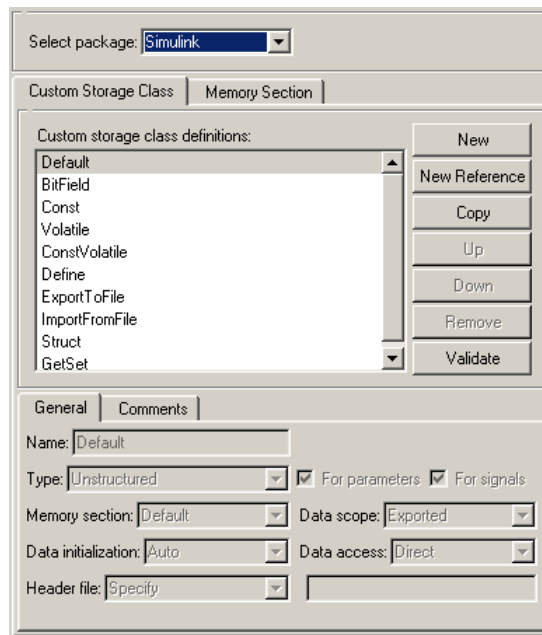 Select package: Simulink
Custom Storage Class
Memory Section
Custom storage class definitions:
Default
BitField
Const
Volatile
ConstVolatile
Define
ExportToFile
ImportFromFile
Struct
GetSet
New
New Reference
Copy
Up
Down
Remove
Validate
General
Comments
Name: Default
Type: Unstructured For parameters For signals
Memory section: Default Data scope: Exported
Data initialization: Auto Data access: Direct
Header file: Specify